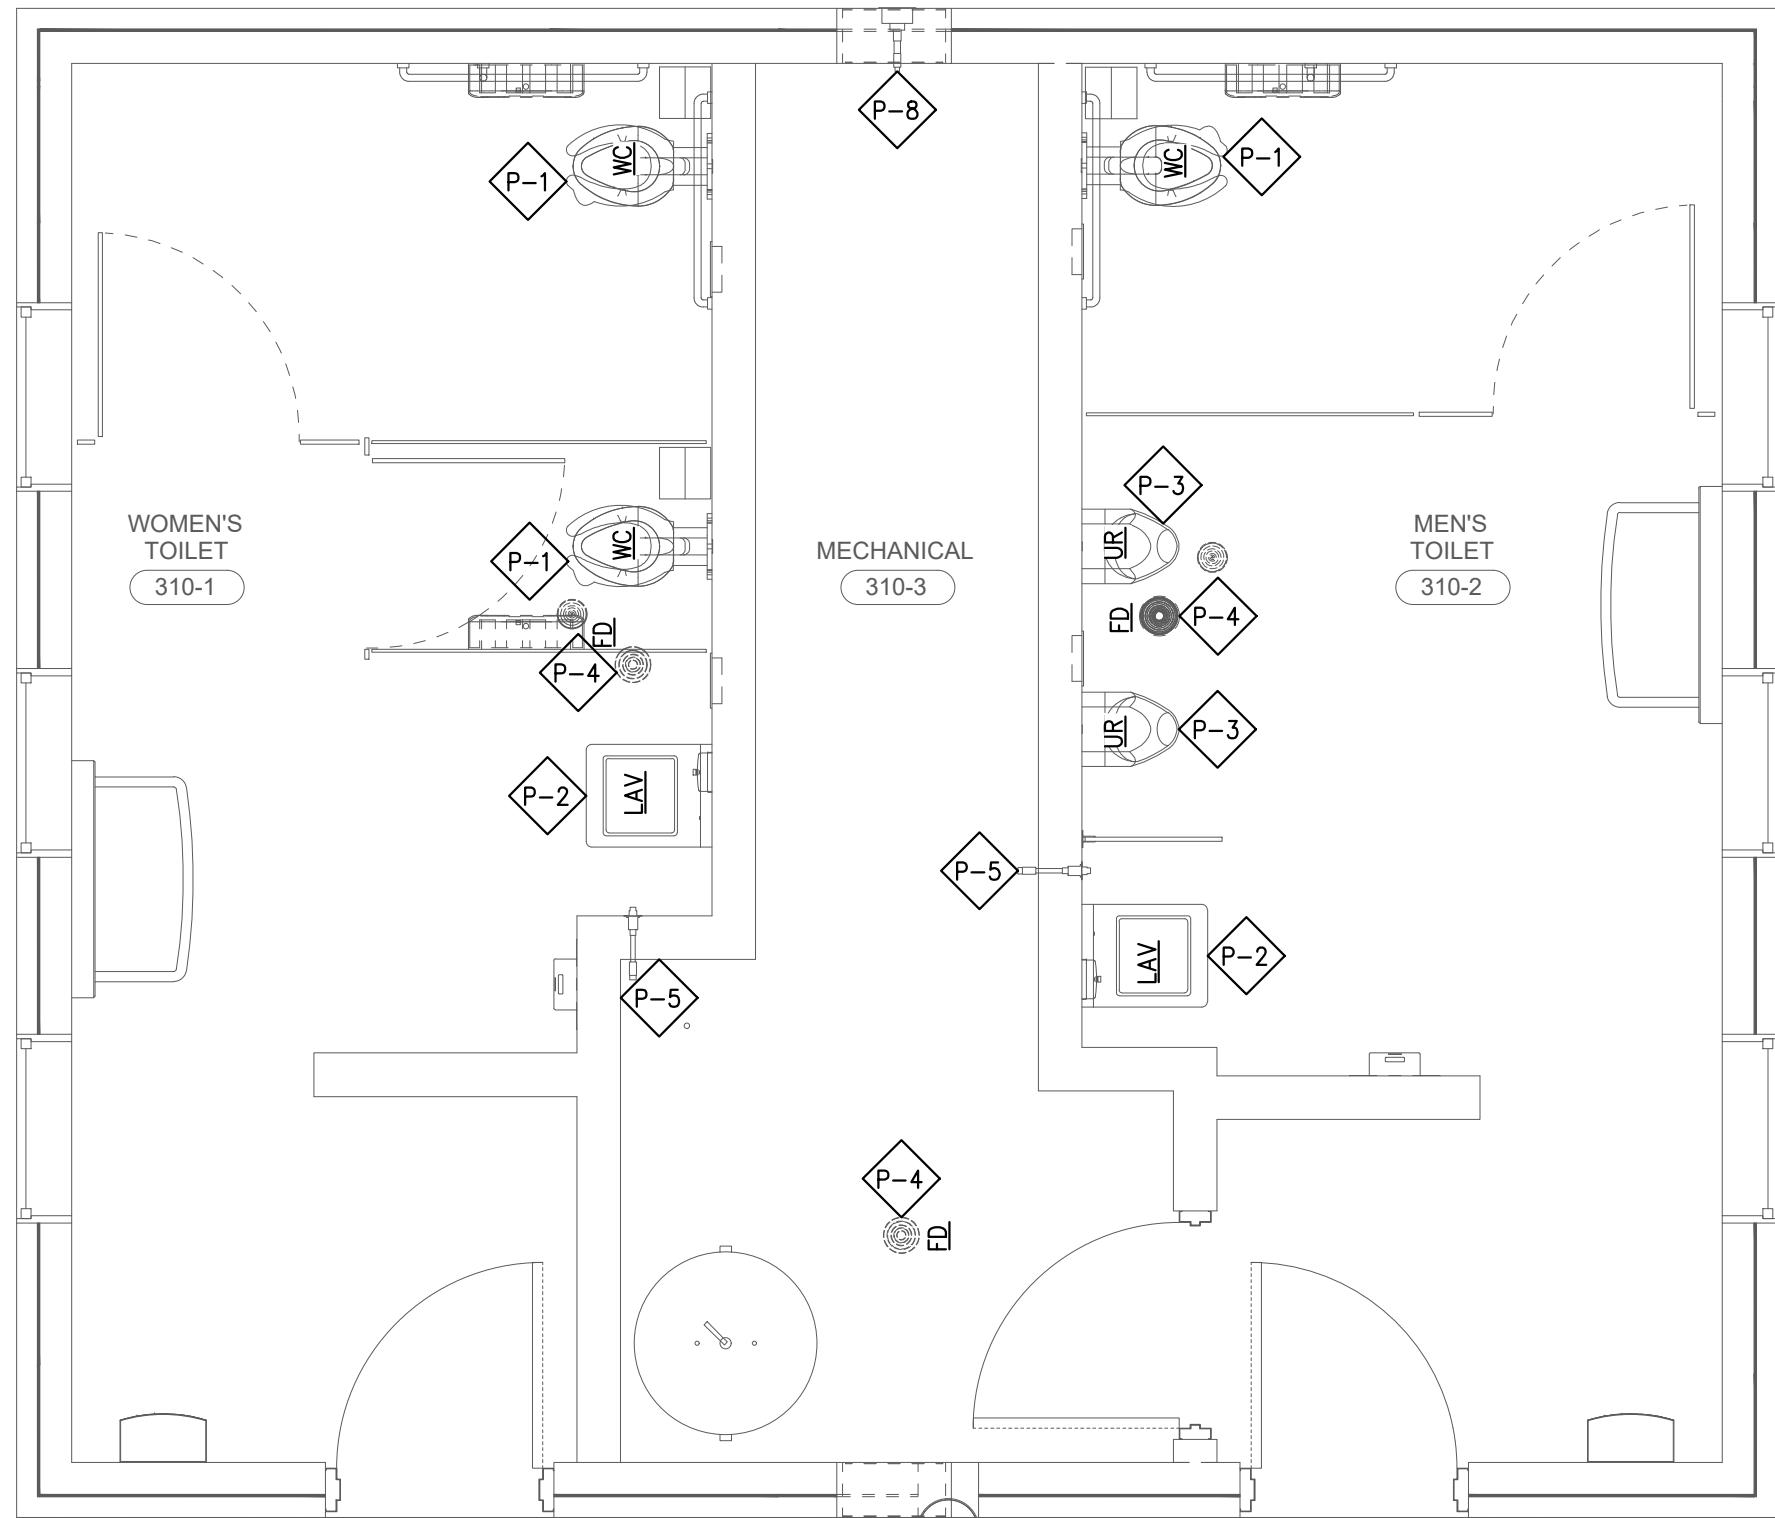 P-8
P-1
WC
WC
P-1
P-3
WOMEN'S
TOILET
310-1
P-1
WC
MECHANICAL
310-3
UR
MEN'S
TOILET
310-2
FD
P-4
FD
P-4
P-2
LAV
UR
P-3
P-5
P-5
LAV
P-2
P-4
FD